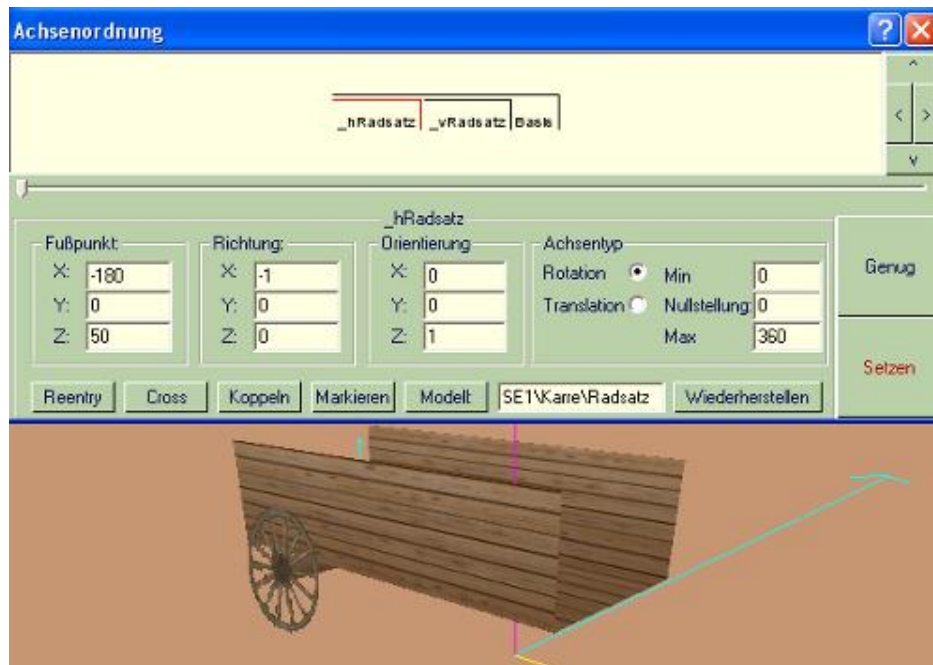 Achsenordnung
_hRadsatz _vRadsatz Basis
_hRadsatz
Fußpunkt: Richtung: Orientierung Achsentyp
X: -180 X: -1 X: 0 Rotation Min 0
Y: 0 Y: 0 Y: 0 Translation Nullstellung: 0
Z: 50 Z: 0 Z: 1 Max 360
Genug
Setzen
Reentry Cross Koppeln Markieren Modell SE1\Karre\Radsatz Wiederherstellen